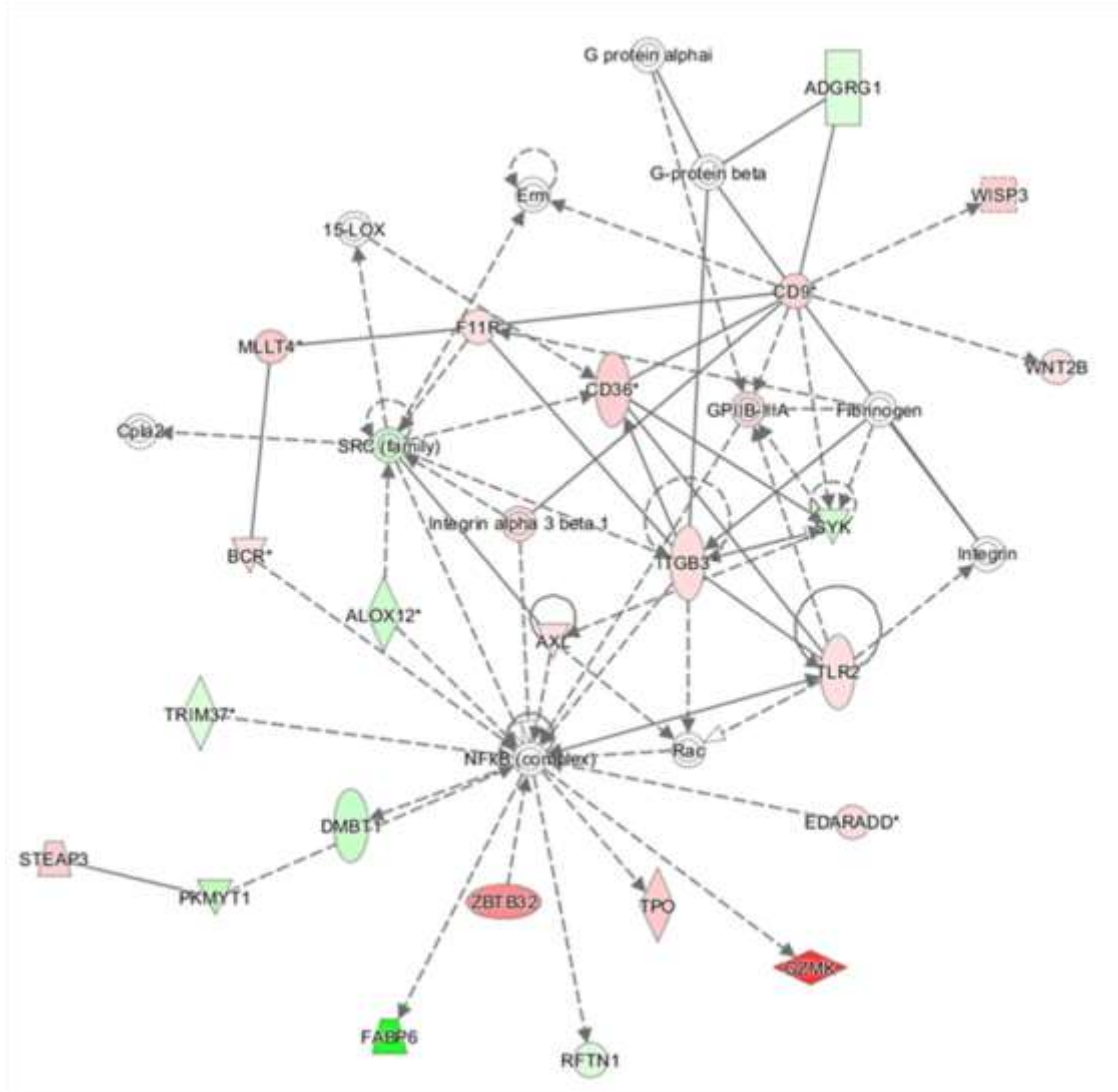 G protein alphai
ADGRG1
G-protein beta
Erm
WISP3
15-LOX
CD9*
F11R
MLLT4*
WNT2B
CD36*
GPIIB-IIIA
Fibrinogen
Cpla2
SRC (family)
Integrin alpha 3 beta 1
SYK
BCR*
ITGB3
Integrin
ALOX12*
AXL
TLR2
TRIM37*
NFkB (complex)
Rac
DMBT1
EDARADD*
STEAP3
PKMYT1
ZBTB32
TPO
GZMK
FABP6
RFTN1